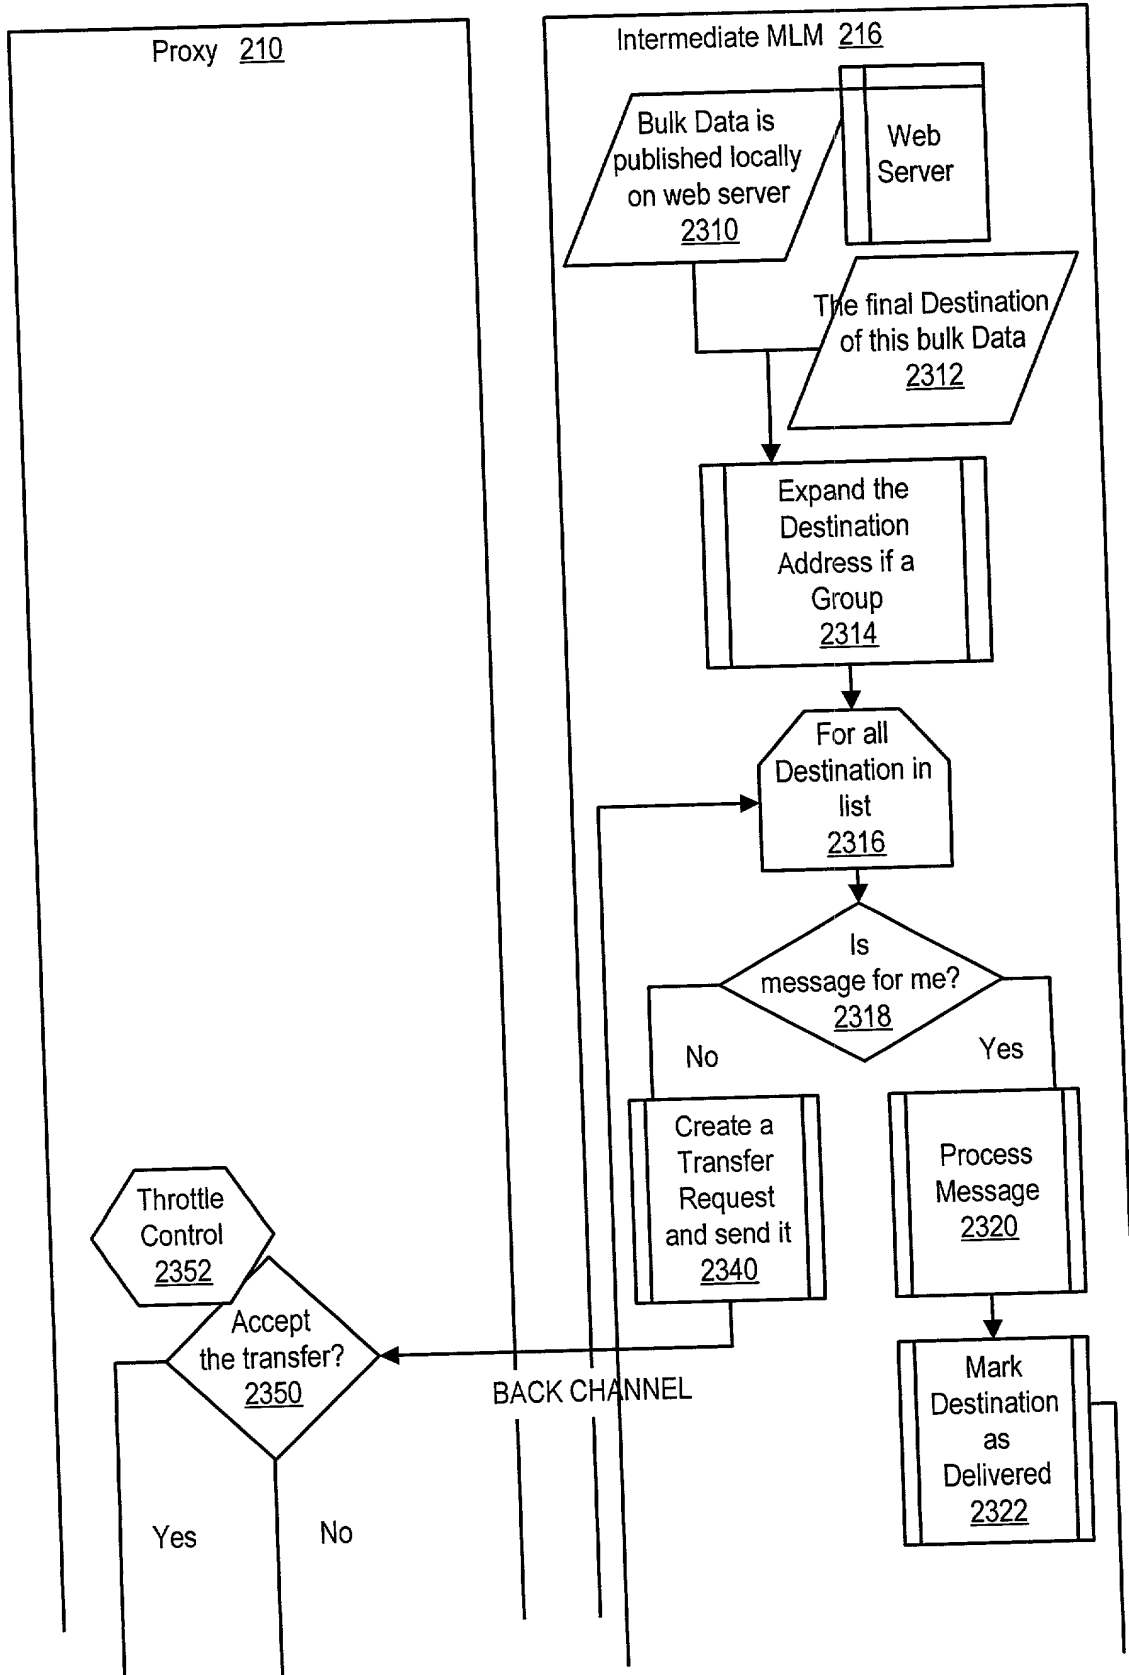 Proxy 210
Intermediate MLM 216
Bulk Data is
published locally
on web server
2310
Web
Server
The final Destination
of this bulk Data
2312
Expand the
Destination
Address if a
Group
2314
For all
Destination in
list
2316
Is
message for me?
2318
No
Yes
Create a
Transfer
Request
and send it
2340
Process
Message
2320
Throttle
Control
2352
Accept
the transfer?
2350
BACK CHANNEL
Mark
Destination
as
Delivered
2322
Yes
No